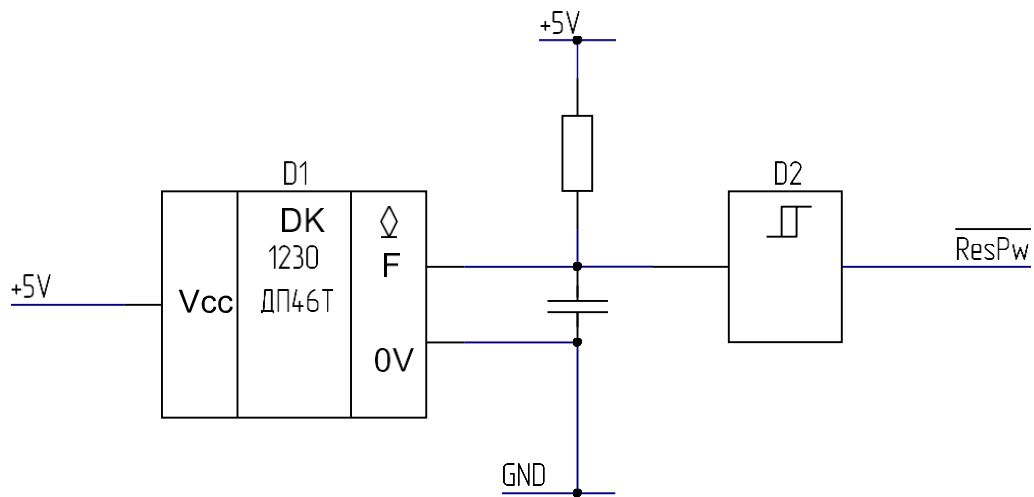 +5V
D1
D2
DK
1230
ДП46Т
F
ResPw
+5V
Vcc
0V
GND